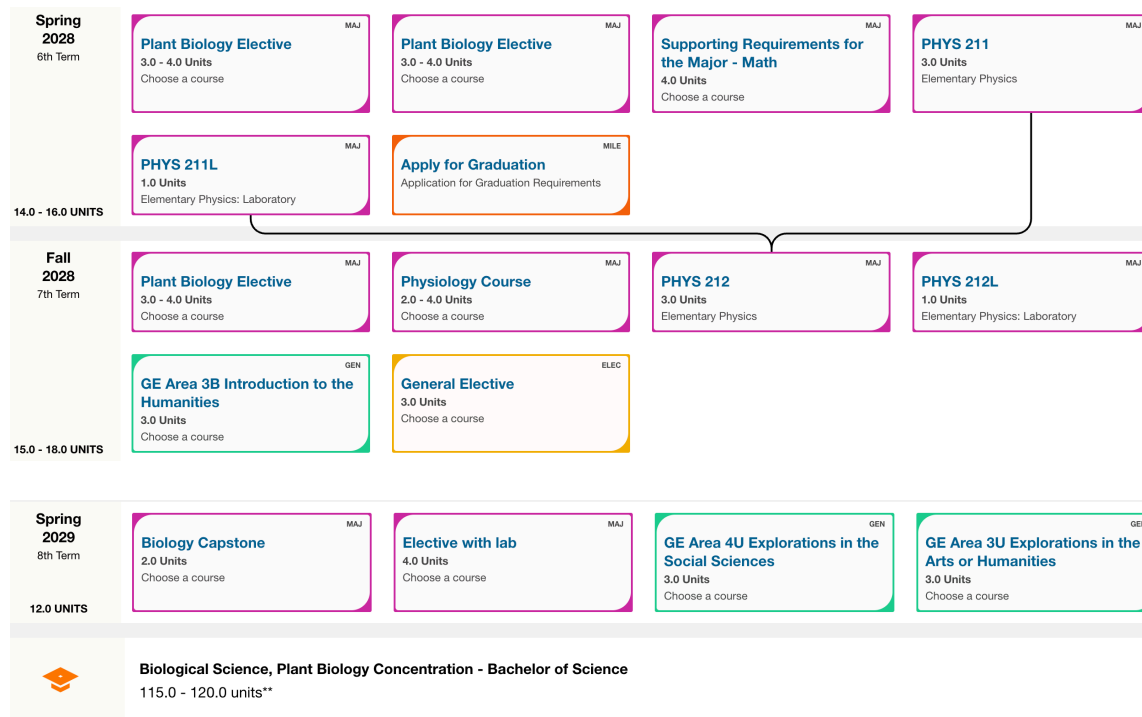 Spring
2028
6th Term
14.0 - 16.0 UNITS
MAJ
Plant Biology Elective
3.0 - 4.0 Units
Choose a course
MAJ
Plant Biology Elective
3.0 - 4.0 Units
Choose a course
MAJ
Supporting Requirements for
the Major - Math
4.0 Units
Choose a course
MAJ
PHYS 211
3.0 Units
Elementary Physics
MAJ
PHYS 211L
1.0 Units
Elementary Physics: Laboratory
MILE
Apply for Graduation
Application for Graduation Requirements
Fall
2028
7th Term
15.0 - 18.0 UNITS
MAJ
Plant Biology Elective
3.0 - 4.0 Units
Choose a course
MAJ
Physiology Course
2.0 - 4.0 Units
Choose a course
MAJ
PHYS 212
3.0 Units
Elementary Physics
MAJ
PHYS 212L
1.0 Units
Elementary Physics: Laboratory
GEN
GE Area 3B Introduction to the
Humanities
3.0 Units
Choose a course
ELEC
General Elective
3.0 Units
Choose a course
Spring
2029
8th Term
12.0 UNITS
MAJ
Biology Capstone
2.0 Units
Choose a course
MAJ
Elective with lab
4.0 Units
Choose a course
GEN
GE Area 4U Explorations in the
Social Sciences
3.0 Units
Choose a course
GE Area 3U Explorations in the
Arts or Humanities
3.0 Units
Choose a course
Biological Science, Plant Biology Concentration - Bachelor of Science
115.0 - 120.0 units**